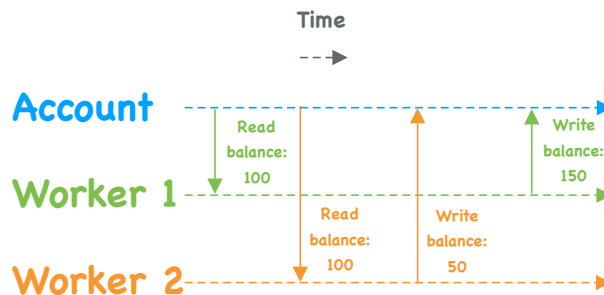 Time
Account
Read
balance:
100
Write
balance:
150
Worker 1
Read
balance:
100
Write
balance:
50
Worker 2